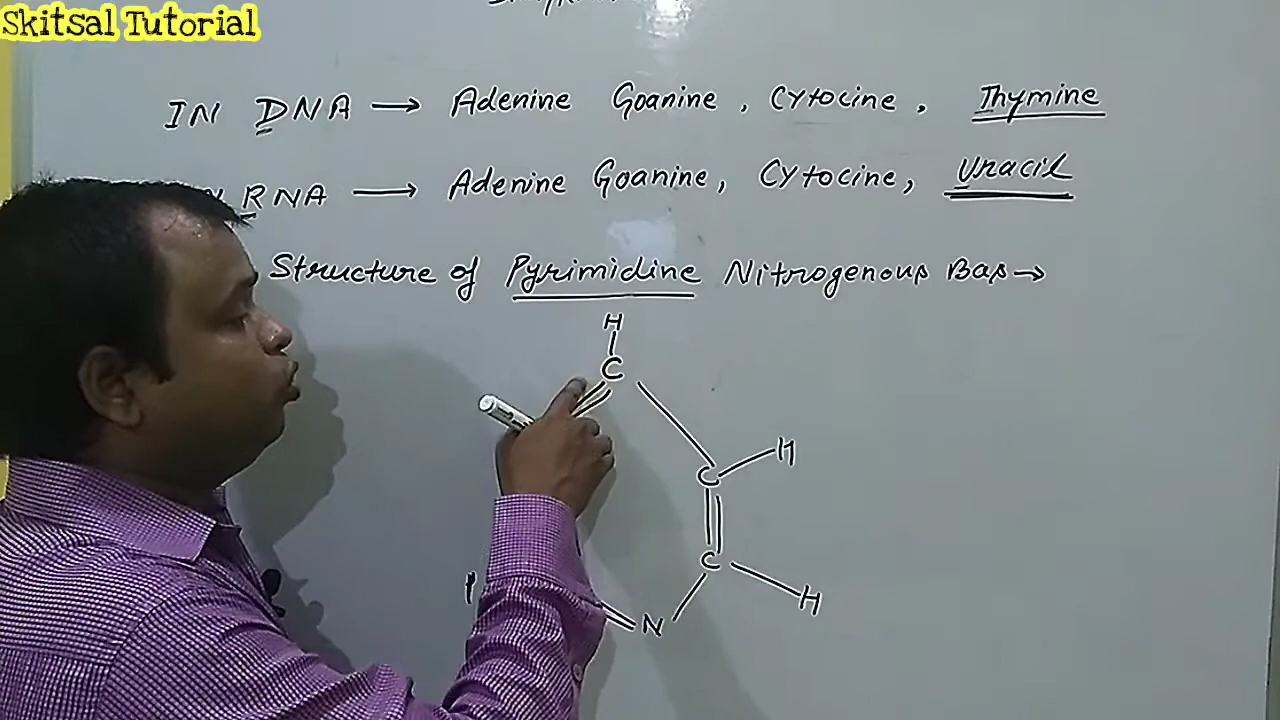 Skitsal Tutorial
IN DNA → Adenine Goanine, Cytocine, Thymine
RNA → Adenine Goanine, Cytocine, Uracil
Structure of Pyrimidine Nitrogenous Bas→
H
C
C H
C H
N